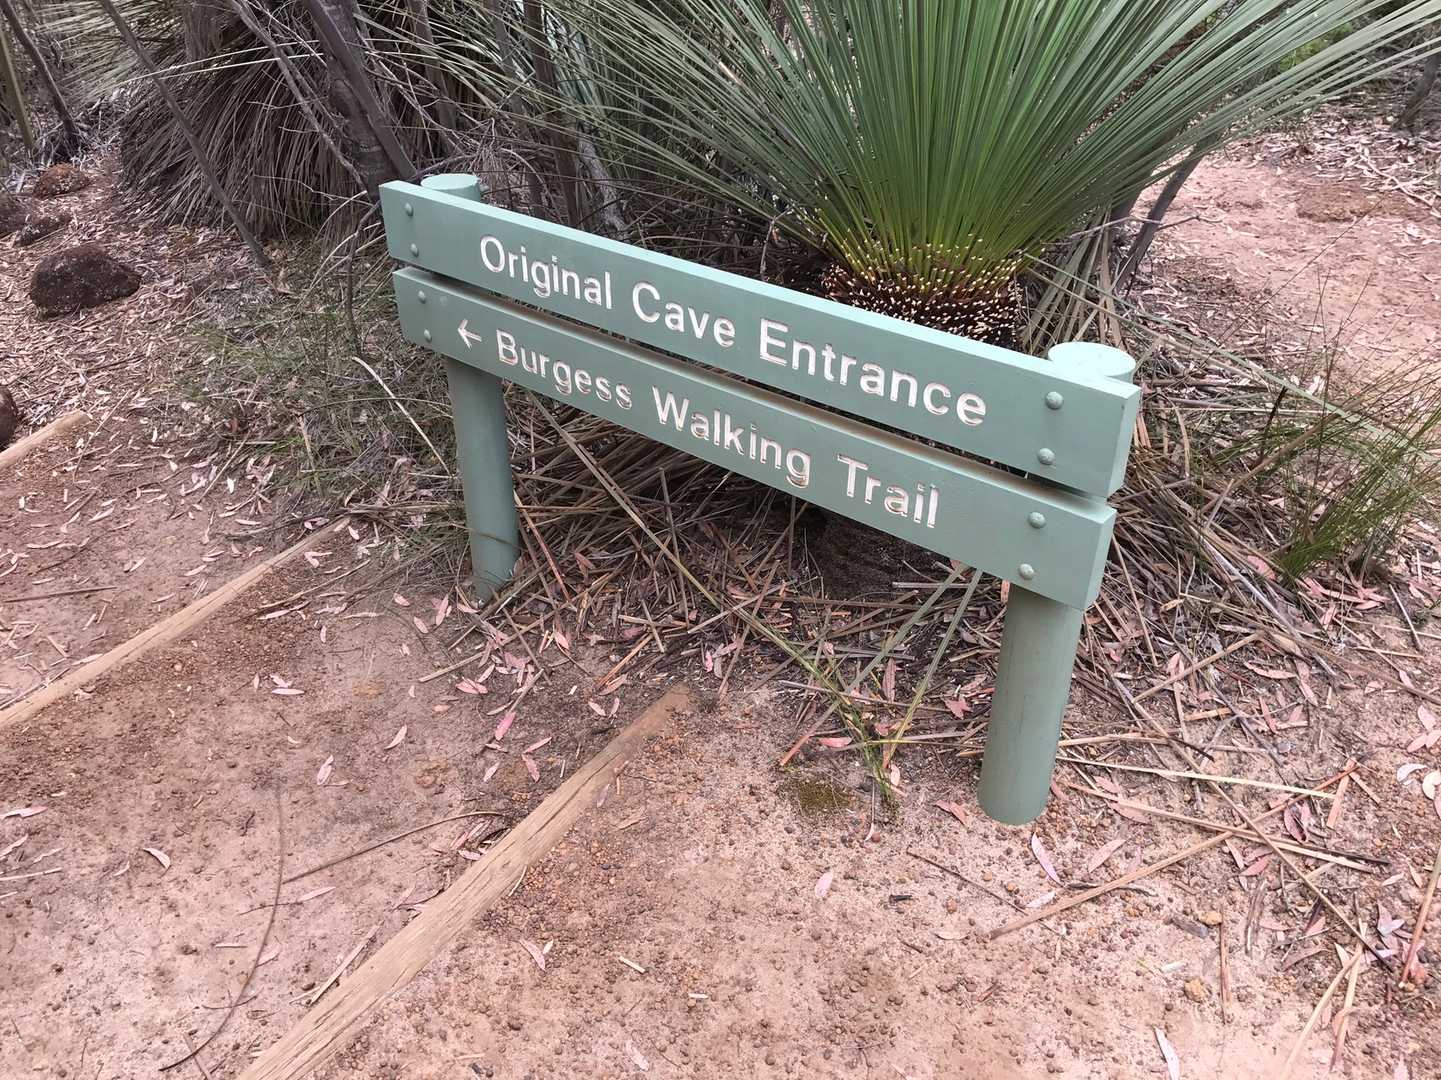 Original Cave Entrance
← Burgess Walking Trail